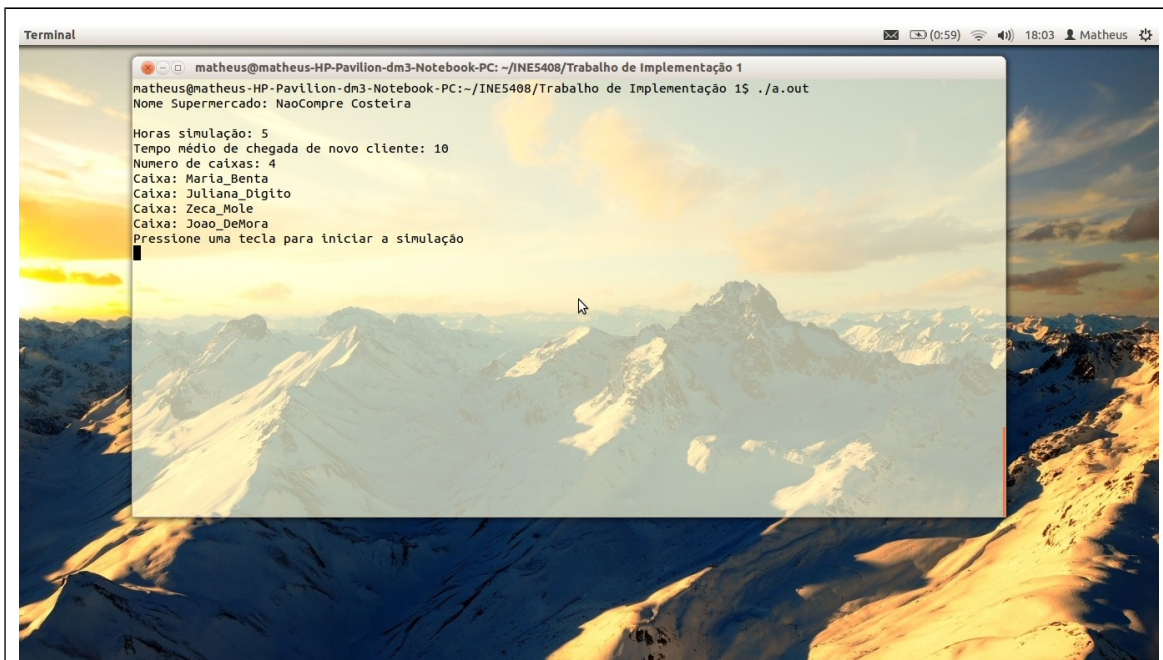 Terminal (0:59) 18:03 Matheus
matheus@matheus-HP-Pavilion-dm3-Notebook-PC: ~/INE5408/Trabalho de Implementação 1
matheus@matheus-HP-Pavilion-dm3-Notebook-PC:~/INE5408/Trabalho de Implementação 1$ ./a.out
Nome Supermercado: NaoCompre Costeira
Horas simulação: 5
Tempo médio de chegada de novo cliente: 10
Numero de caixas: 4
Caixa: Maria_Benta
Caixa: Juliana_Digito
Caixa: Zeca_Mole
Caixa: Joao_DeMora
Pressione uma tecla para iniciar a simulação